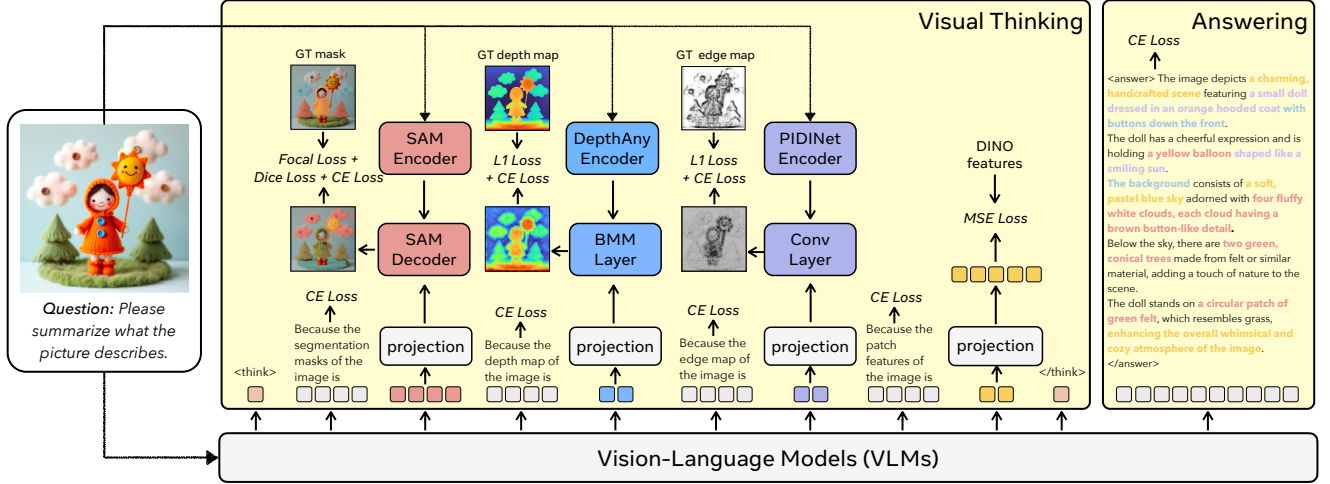 Visual Thinking
Answering
GT mask
GT depth map
GT edge map
SAM
Encoder
DepthAny
Encoder
PIDINet
Encoder
Focal Loss +
Dice Loss + CE Loss
L1 Loss
+ CE Loss
L1 Loss
+ CE Loss
DINO
features
MSE Loss
SAM
Decoder
BMM
Layer
Conv
Layer
CE Loss
Because the
segmentation
masks of the
image is
projection
CE Loss
Because the
depth map of
the image is
projection
CE Loss
Because the
edge map of
the image is
projection
CE Loss
Because the
patch
features of
the image is
projection
<think>
</think>
Question: Please
summarize what the
picture describes.
CE Loss
<answer> The image depicts a charming,
handcrafted scene featuring a small doll
dressed in an orange hooded coat with
buttons down the front.
The doll has a cheerful expression and is
holding a yellow balloon shaped like a
smiling sun.
The background consists of a soft,
pastel blue sky adorned with four fluffy
white clouds, each cloud having a
brown button-like detail.
Below the sky, there are two green,
conical trees made from felt or similar
material, adding a touch of nature to the
scene.
The doll stands on a circular patch of
green felt, which resembles grass,
enhancing the overall whimsical and
cozy atmosphere of the image.
</answer>
Vision-Language Models (VLMs)